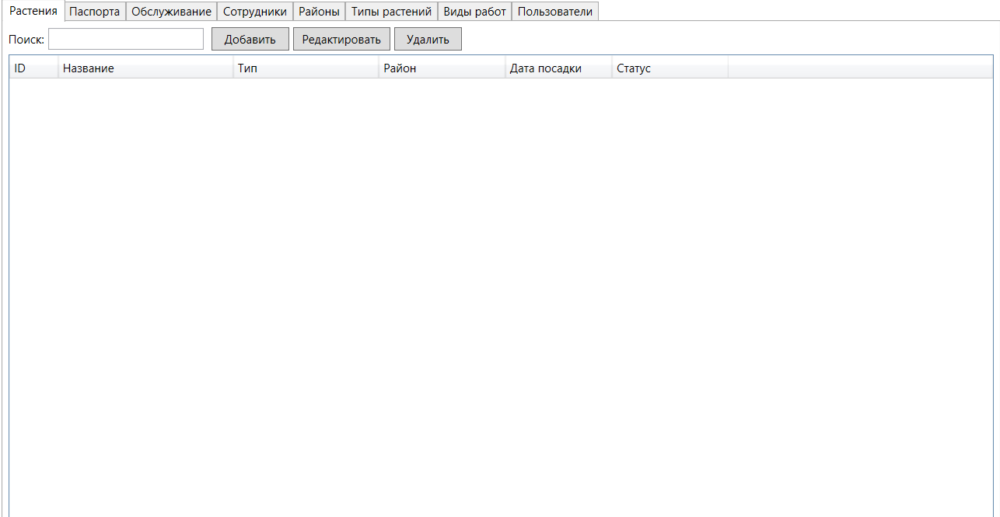 Растения Паспорта Обслуживание Сотрудники Районы Типы растений Виды работ Пользователи
Поиск: Добавить Редактировать Удалить
ID Название Тип Район Дата посадки Статус